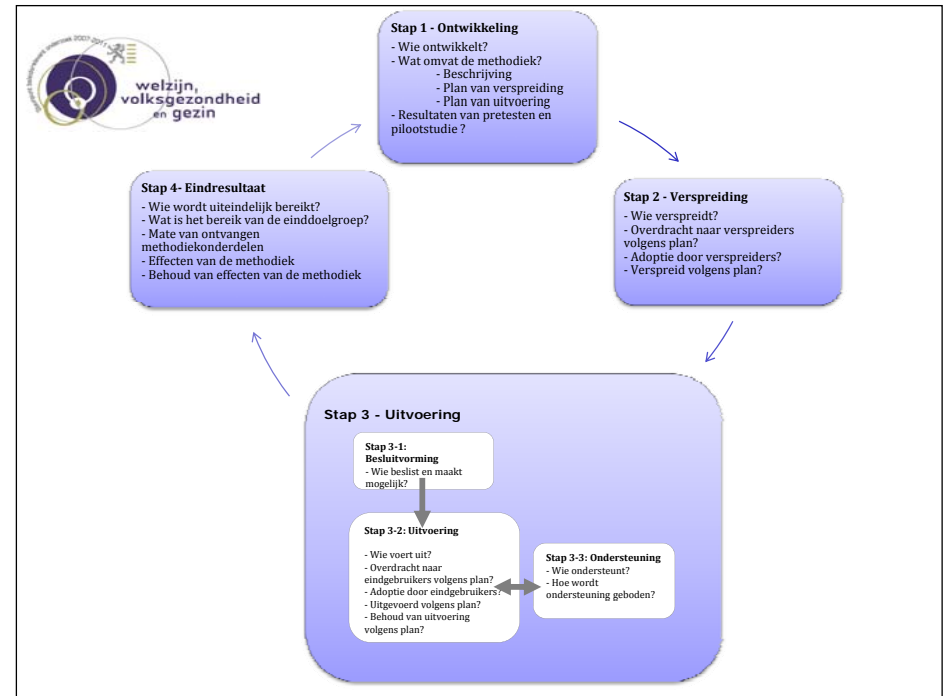 Stap 1 - Ontwikkeling
- Wie ontwikkelt?
- Wat omvat de methodiek?
- Beschrijving
- Plan van verspreiding
- Plan van uitvoering
- Resultaten van pretesten en
pilootstudie ?
2007-2011
welzijn,
volksgezondheid
en gezin
Stap 4- Eindresultaat
- Wie wordt uiteindelijk bereikt?
- Wat is het bereik van de einddoelgroep?
- Mate van ontvangen
methodiekonderdelen
- Effecten van de methodiek
- Behoud van effecten van de methodiek
Stap 2 - Verspreiding
- Wie verspreidt?
- Overdracht naar verspreiders
volgens plan?
- Adoptie door verspreiders?
- Verspreid volgens plan?
Stap 3 - Uitvoering
Stap 3-1:
Besluitvorming
- Wie beslist en maakt
mogelijk?
Stap 3-2: Uitvoering
- Wie voert uit?
- Overdracht naar
eindgebruikers volgens plan?
- Adoptie door eindgebruikers?
- Uitgevoerd volgens plan?
- Behoud van uitvoering
volgens plan?
Stap 3-3: Ondersteuning
- Wie ondersteunt?
- Hoe wordt
ondersteuning geboden?